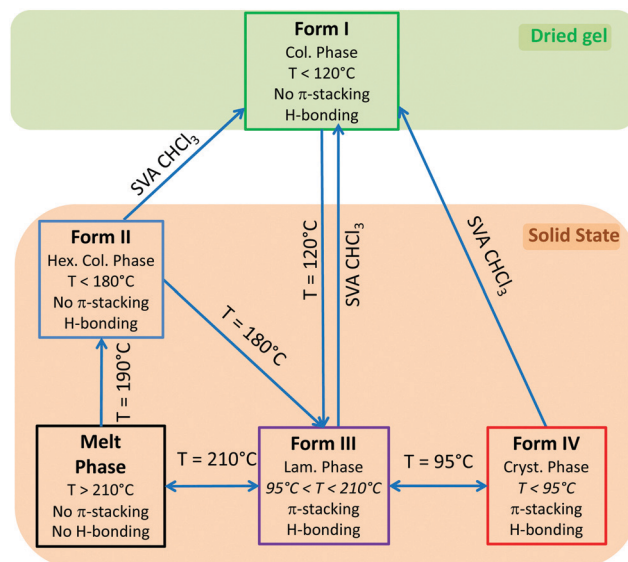 Form I
Col. Phase
T < 120°C
No π-stacking
H-bonding
Dried gel
SVA CHCl₃
T = 120°C
SVA CHCl₃
SVA CHCl₃
Solid State
Form II
Hex. Col. Phase
T < 180°C
No π-stacking
H-bonding
T = 180°C
T = 190°C
Melt
Phase
T > 210°C
No π-stacking
No H-bonding
T = 210°C
Form III
Lam. Phase
95°C < T < 210°C
π-stacking
H-bonding
T = 95°C
Form IV
Cryst. Phase
T < 95°C
π-stacking
H-bonding